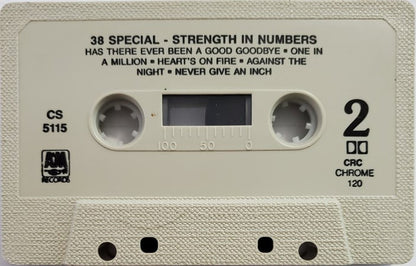 38 SPECIAL - STRENGTH IN NUMBERS
HAS THERE EVER BEEN A GOOD GOODBYE • ONE IN
A MILLION • HEART'S ON FIRE • AGAINST THE
NIGHT • NEVER GIVE AN INCH
CS
5115
A&M
RECORDS
100 50 0
2
CRC
CHROME
120